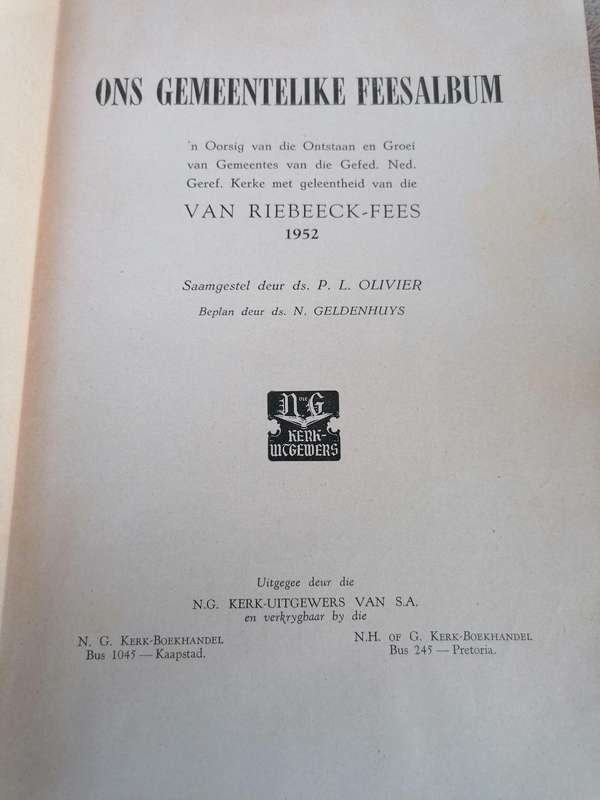 ONS GEMEENTELIKE FEESALBUM
'n Oorsig van die Ontstaan en Groei
van Gemeentes van die Gefed. Ned.
Geref. Kerke met geleentheid van die
VAN RIEBEECK-FEES
1952
Saamgestel deur ds. P. L. OLIVIER
Beplan deur ds. N. GELDENHUYS
DIE
N G
KERK-
UITGEWERS
Uitgegee deur die
N.G. KERK-UITGEWERS VAN S.A.
en verkrygbaar by die
N. G. KERK-BOEKHANDEL
Bus 1045 — Kaapstad.
N.H. OF G. KERK-BOEKHANDEL
Bus 245 — Pretoria.